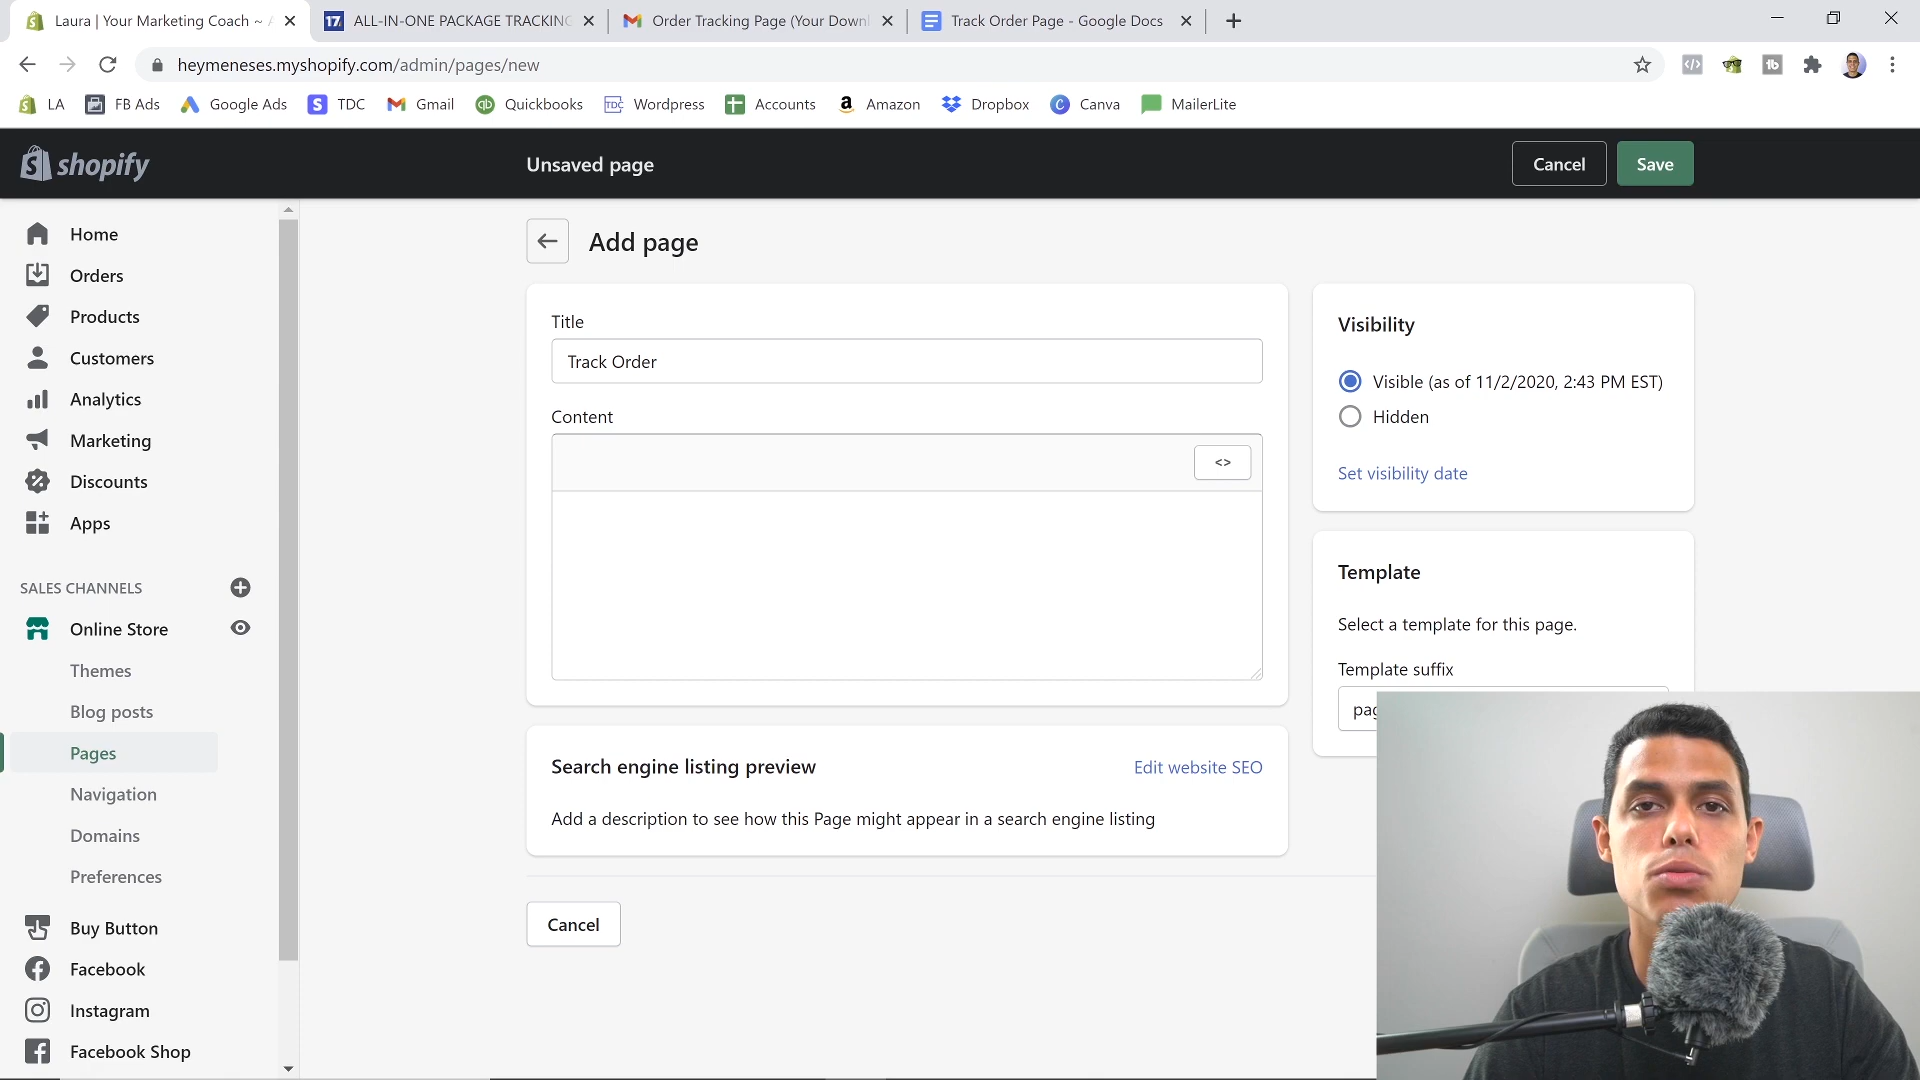 Laura | Your Marketing Coach ~
17 ALL-IN-ONE PACKAGE TRACKING
Order Tracking Page (Your Downl
Track Order Page - Google Docs
heymeneses.myshopify.com/admin/pages/new
LA
FB Ads
Google Ads
TDC
Gmail
Quickbooks
Wordpress
Accounts
Amazon
Dropbox
Canva
MailerLite
shopify
Unsaved page
Cancel
Save
Home
Orders
Products
Customers
Analytics
Marketing
Discounts
Apps
SALES CHANNELS
Online Store
Themes
Blog posts
Pages
Navigation
Domains
Preferences
Buy Button
Facebook
Instagram
Facebook Shop
Add page
Title
Track Order
Content
<>
Search engine listing preview
Edit website SEO
Add a description to see how this Page might appear in a search engine listing
Cancel
Visibility
Visible (as of 11/2/2020, 2:43 PM EST)
Hidden
Set visibility date
Template
Select a template for this page.
Template suffix
pag